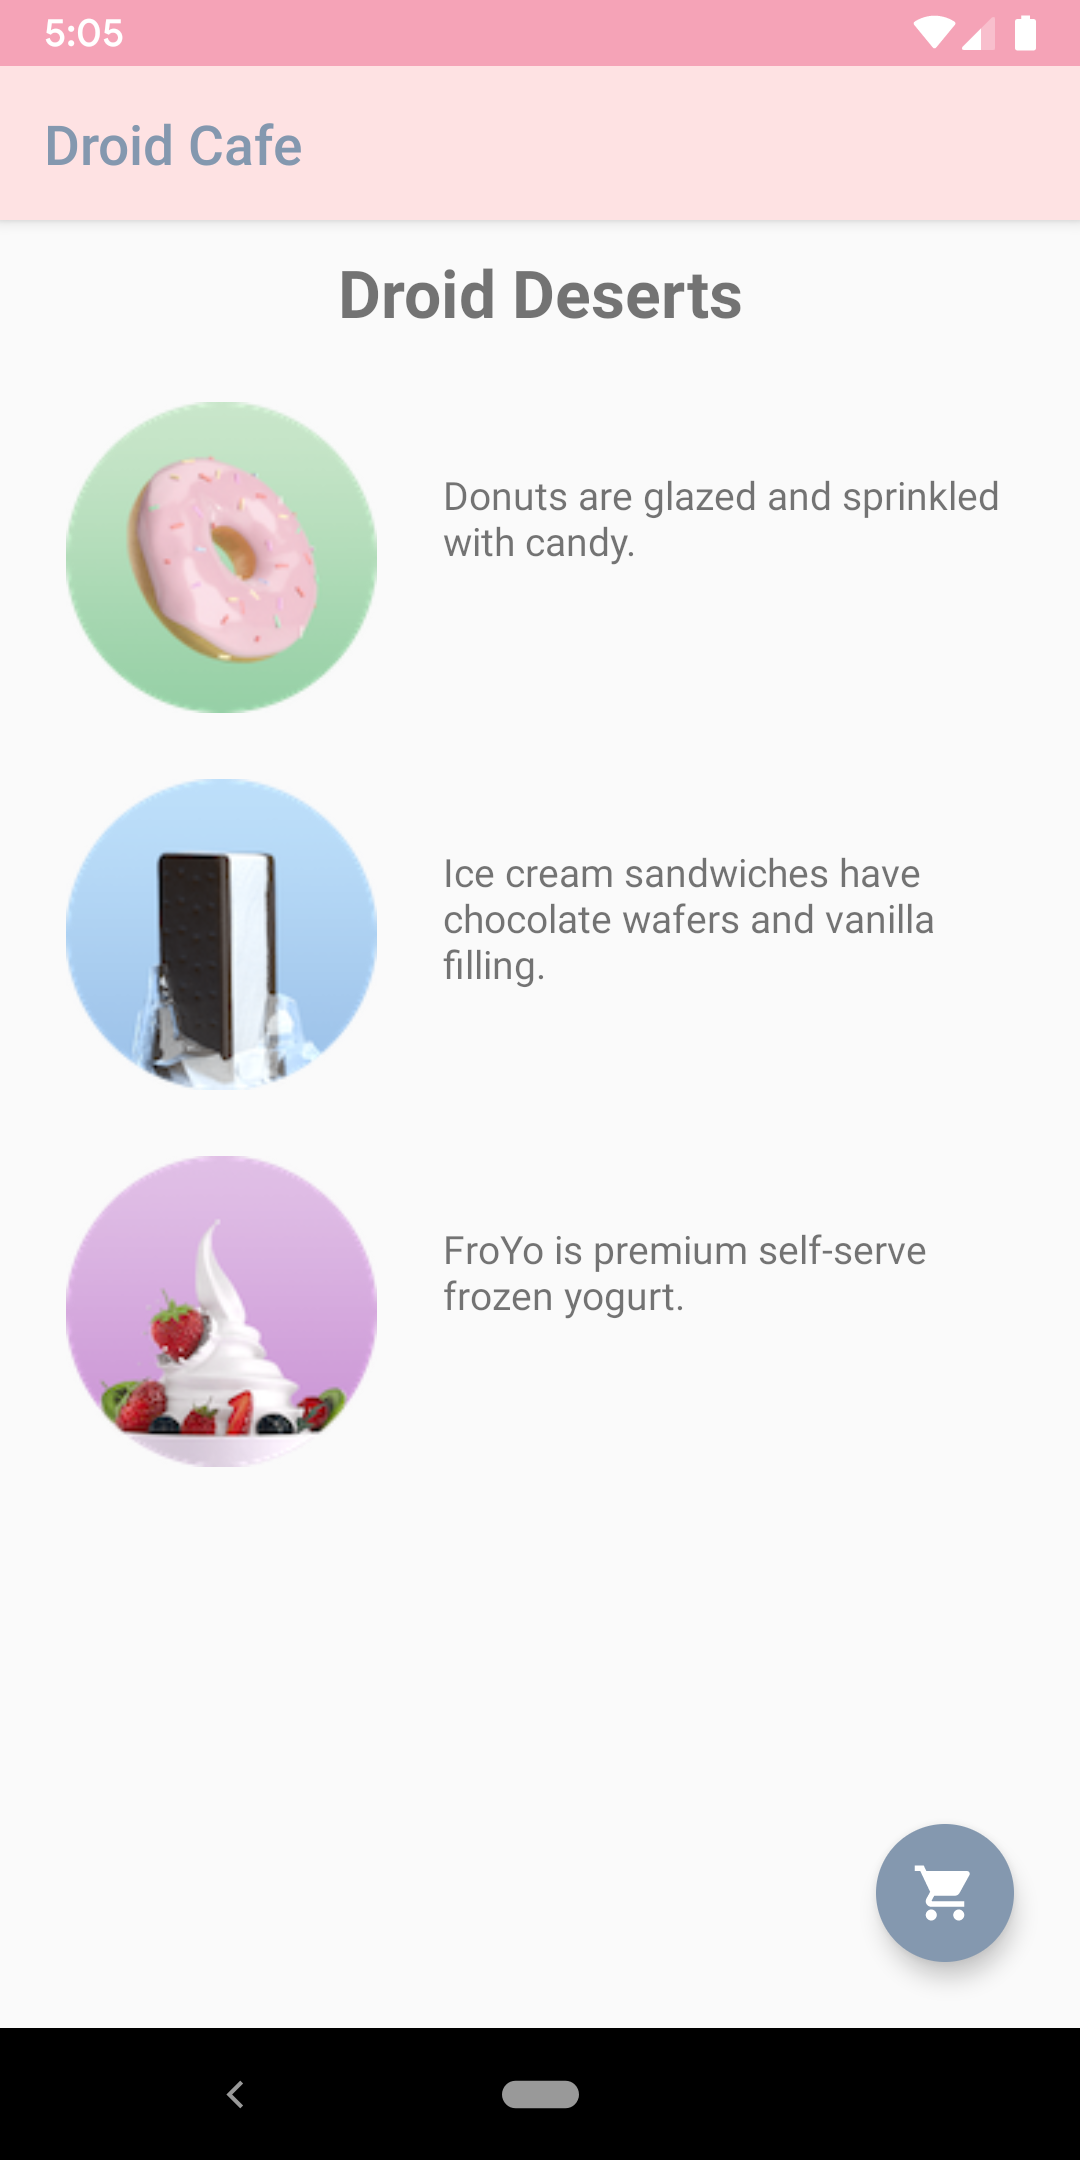 5:05
Droid Cafe
Droid Deserts
Donuts are glazed and sprinkled
with candy.
Ice cream sandwiches have
chocolate wafers and vanilla
filling.
FroYo is premium self-serve
frozen yogurt.